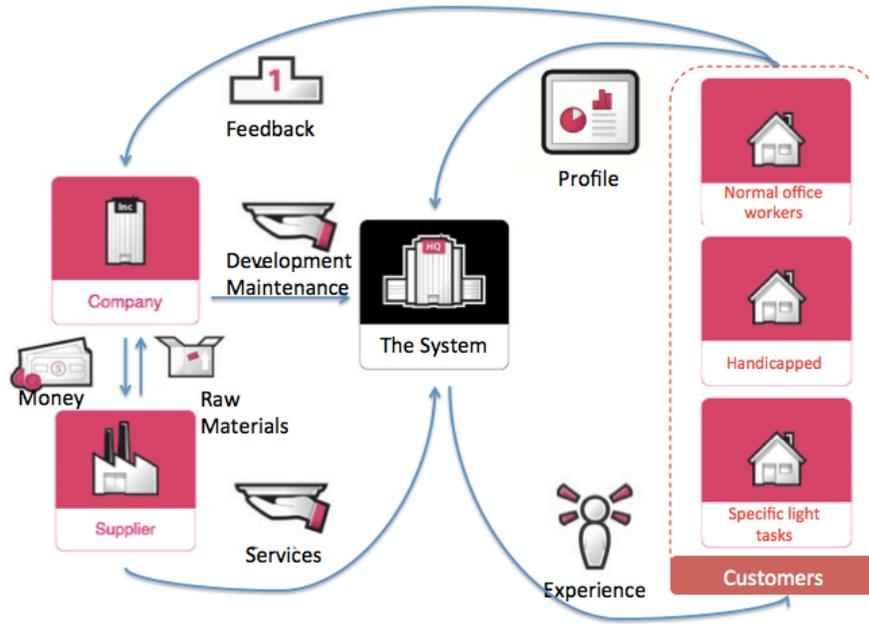 1
Feedback
Profile
Normal office
workers
Inc
Company
Development
Maintenance
HQ
The System
Handicapped
Money
$
Raw
Materials
Supplier
Services
Specific light
tasks
Experience
Customers